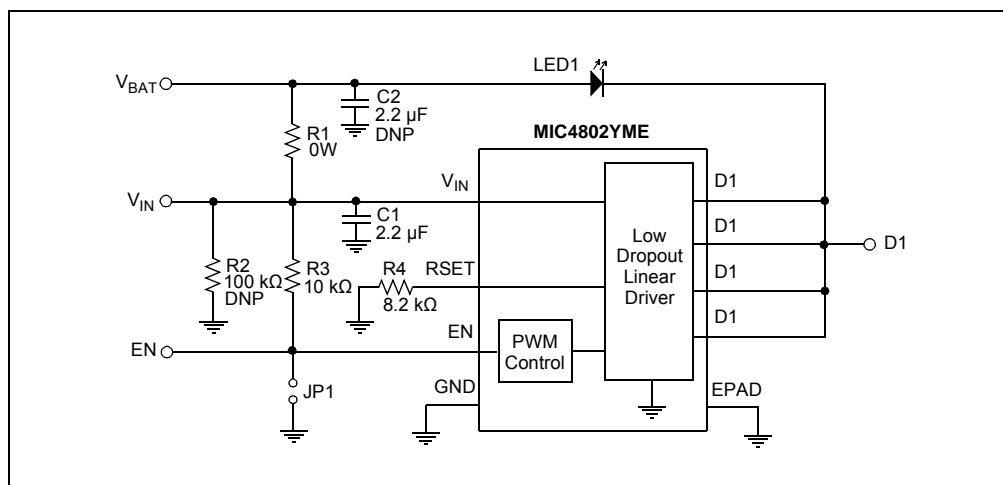 LED1
V_BAT
C2
2.2 µF
DNP
R1
0W
MIC4802YME
V_IN
V_IN
D1
C1
2.2 µF
D1
D1
Low
Dropout
Linear
Driver
R2
100 kΩ
DNP
R3
10 kΩ
R4
8.2 kΩ
RSET
D1
D1
EN
EN
PWM
Control
JP1
GND
EPAD